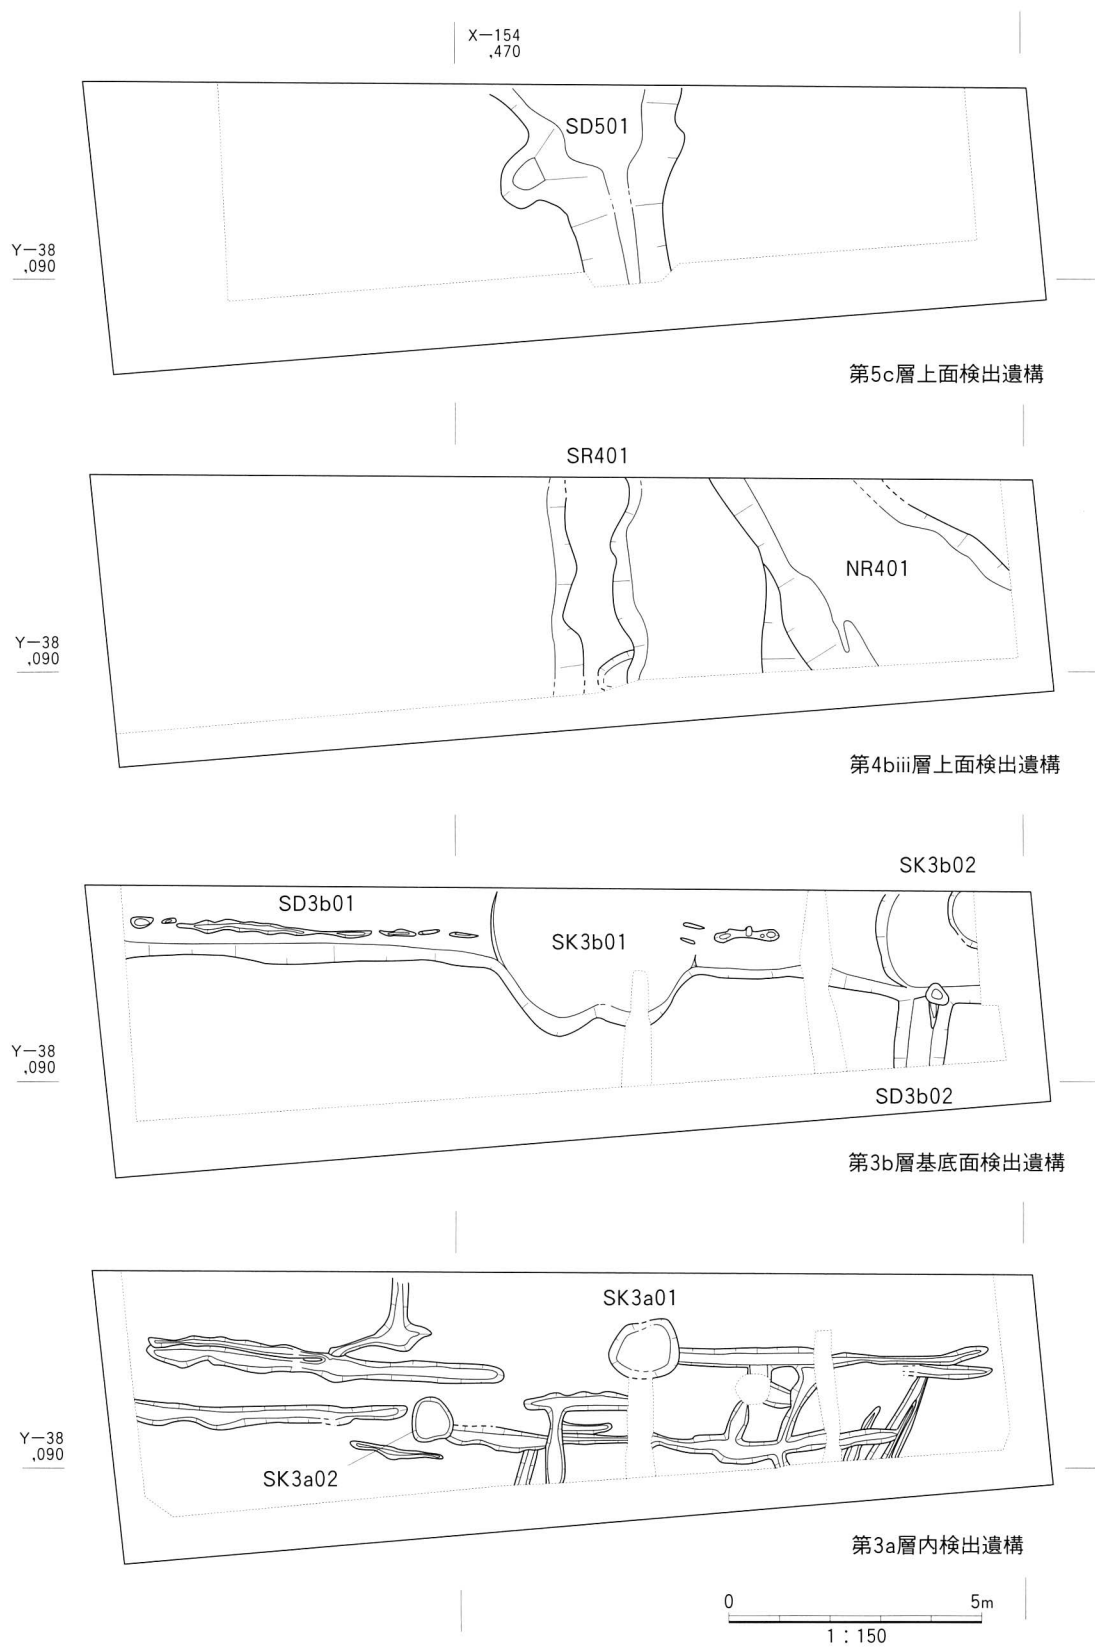 X－154
,470
SD501
Y－38
,090
第5c層上面検出遺構
SR401
NR401
Y－38
,090
第4biii層上面検出遺構
SK3b02
SD3b01
SK3b01
Y－38
,090
SD3b02
第3b層基底面検出遺構
SK3a01
Y－38
,090
SK3a02
第3a層内検出遺構
0 5m
1：150